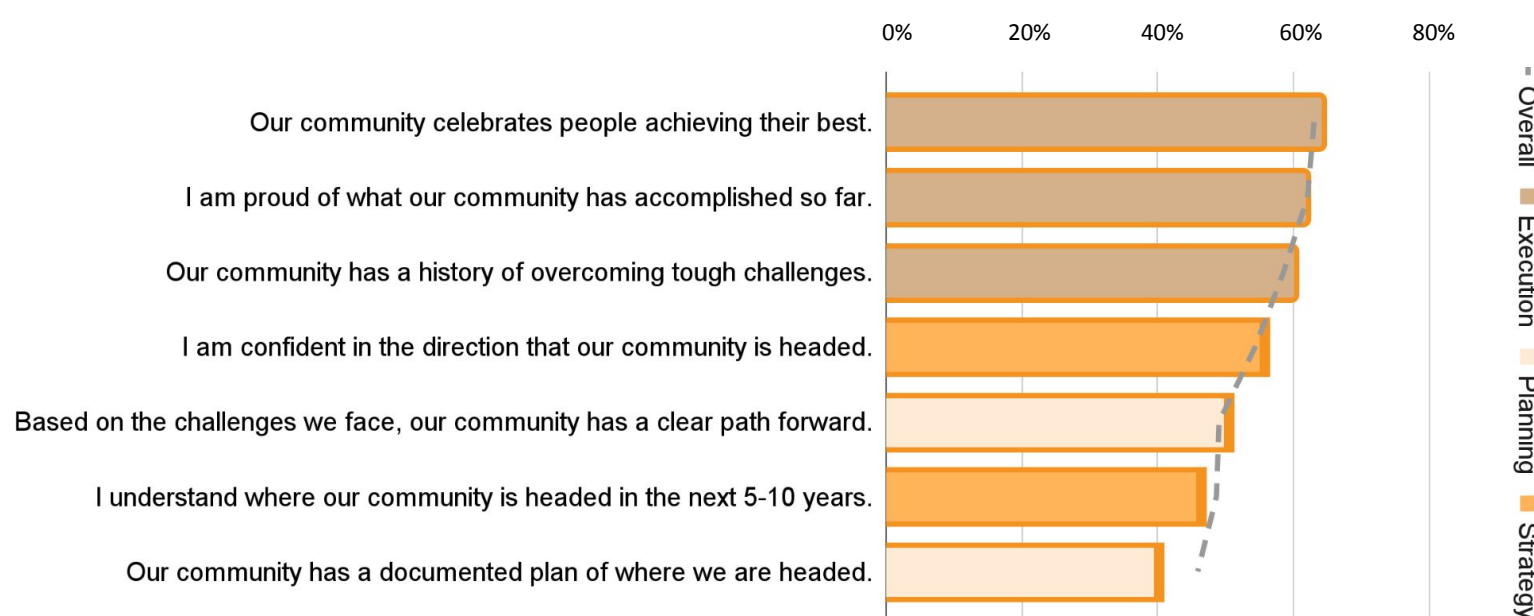 0% 20% 40% 60% 80%
Our community celebrates people achieving their best.
I am proud of what our community has accomplished so far.
Our community has a history of overcoming tough challenges.
I am confident in the direction that our community is headed.
Based on the challenges we face, our community has a clear path forward.
I understand where our community is headed in the next 5-10 years.
Our community has a documented plan of where we are headed.
Overall Execution Planning Strategy